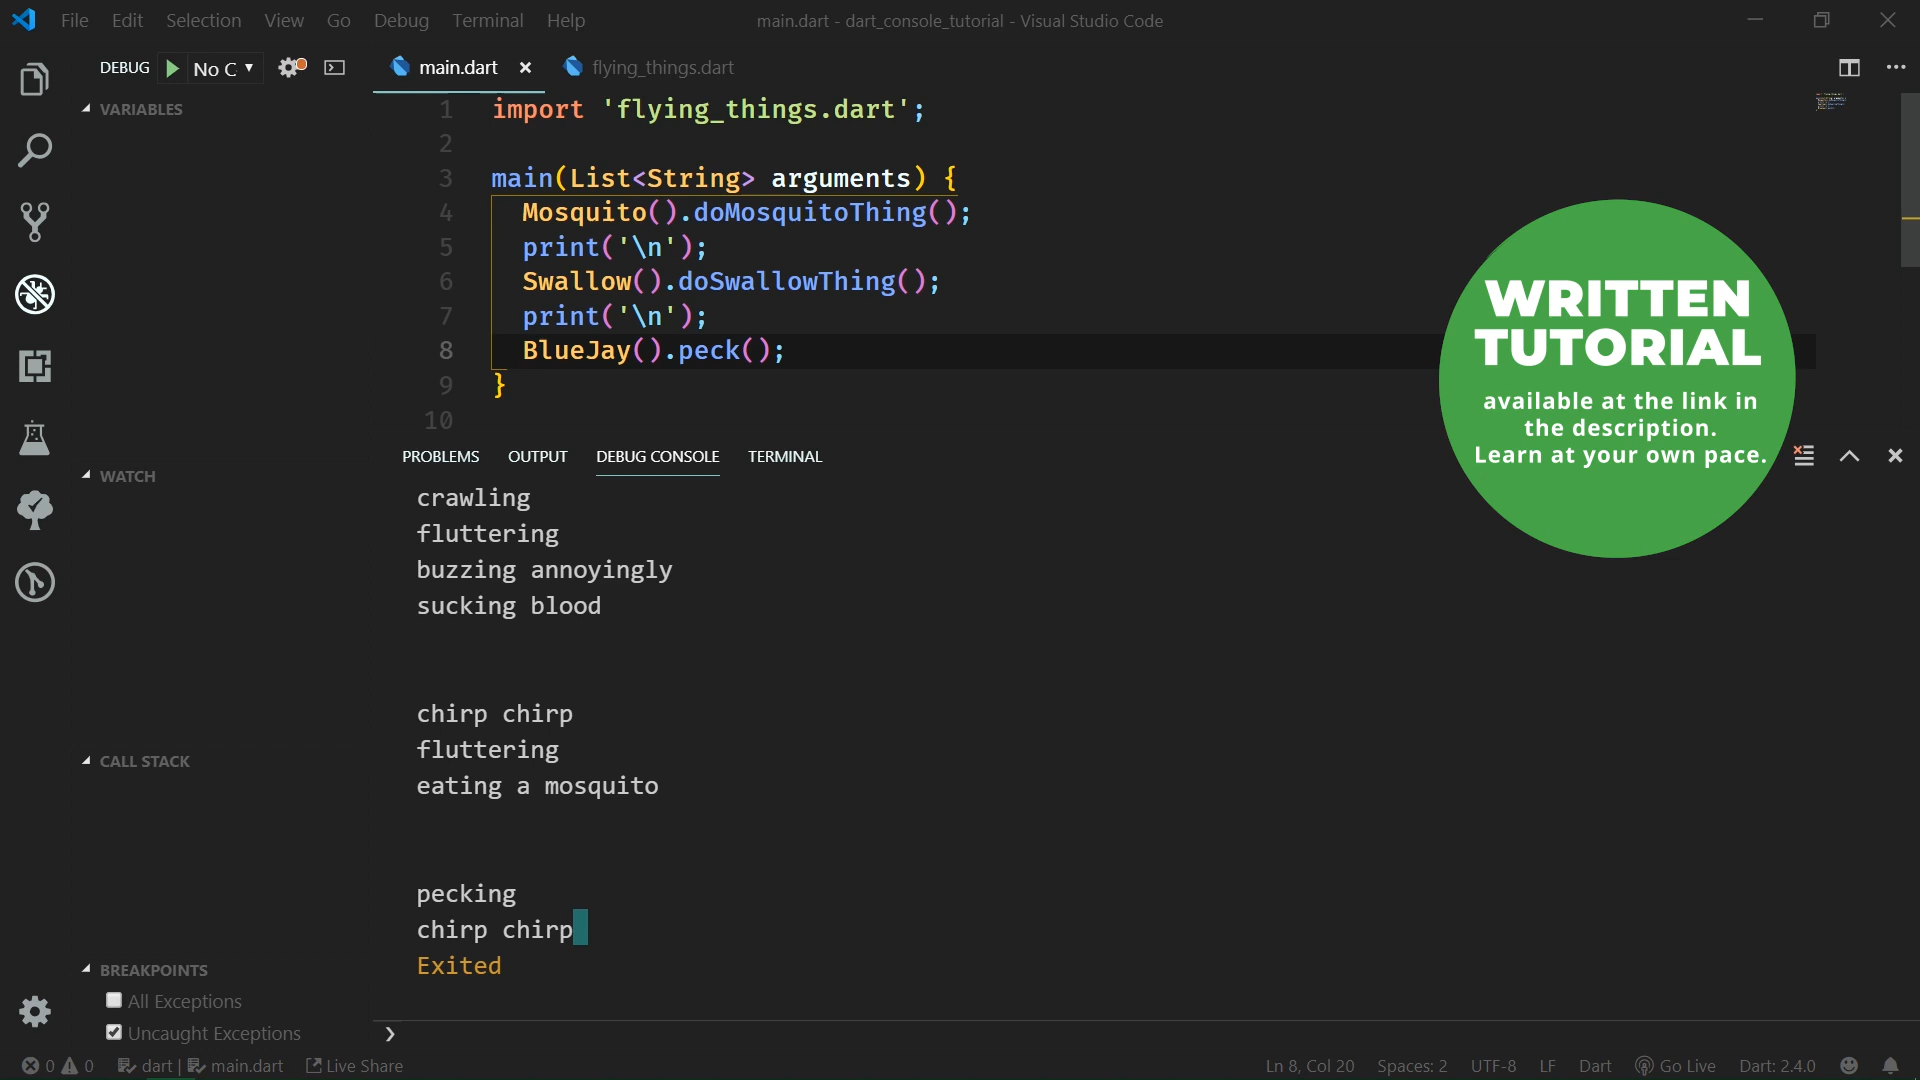 File Edit Selection View Go Debug Terminal Help main.dart - dart_console_tutorial - Visual Studio Code
DEBUG No C main.dart flying_things.dart
VARIABLES
1 import 'flying_things.dart';
2
3 main(List<String> arguments) {
4 Mosquito().doMosquitoThing();
5 print('\n');
6 Swallow().doSwallowThing();
7 print('\n');
8 BlueJay().peck();
9 }
10
WRITTEN
TUTORIAL
available at the link in
the description.
Learn at your own pace.
PROBLEMS OUTPUT DEBUG CONSOLE TERMINAL
WATCH
crawling
fluttering
buzzing annoyingly
sucking blood
chirp chirp
fluttering
eating a mosquito
CALL STACK
pecking
chirp chirp
Exited
BREAKPOINTS
All Exceptions
Uncaught Exceptions
0 0 dart | main.dart Live Share Ln 8, Col 20 Spaces: 2 UTF-8 LF Dart Go Live Dart: 2.4.0